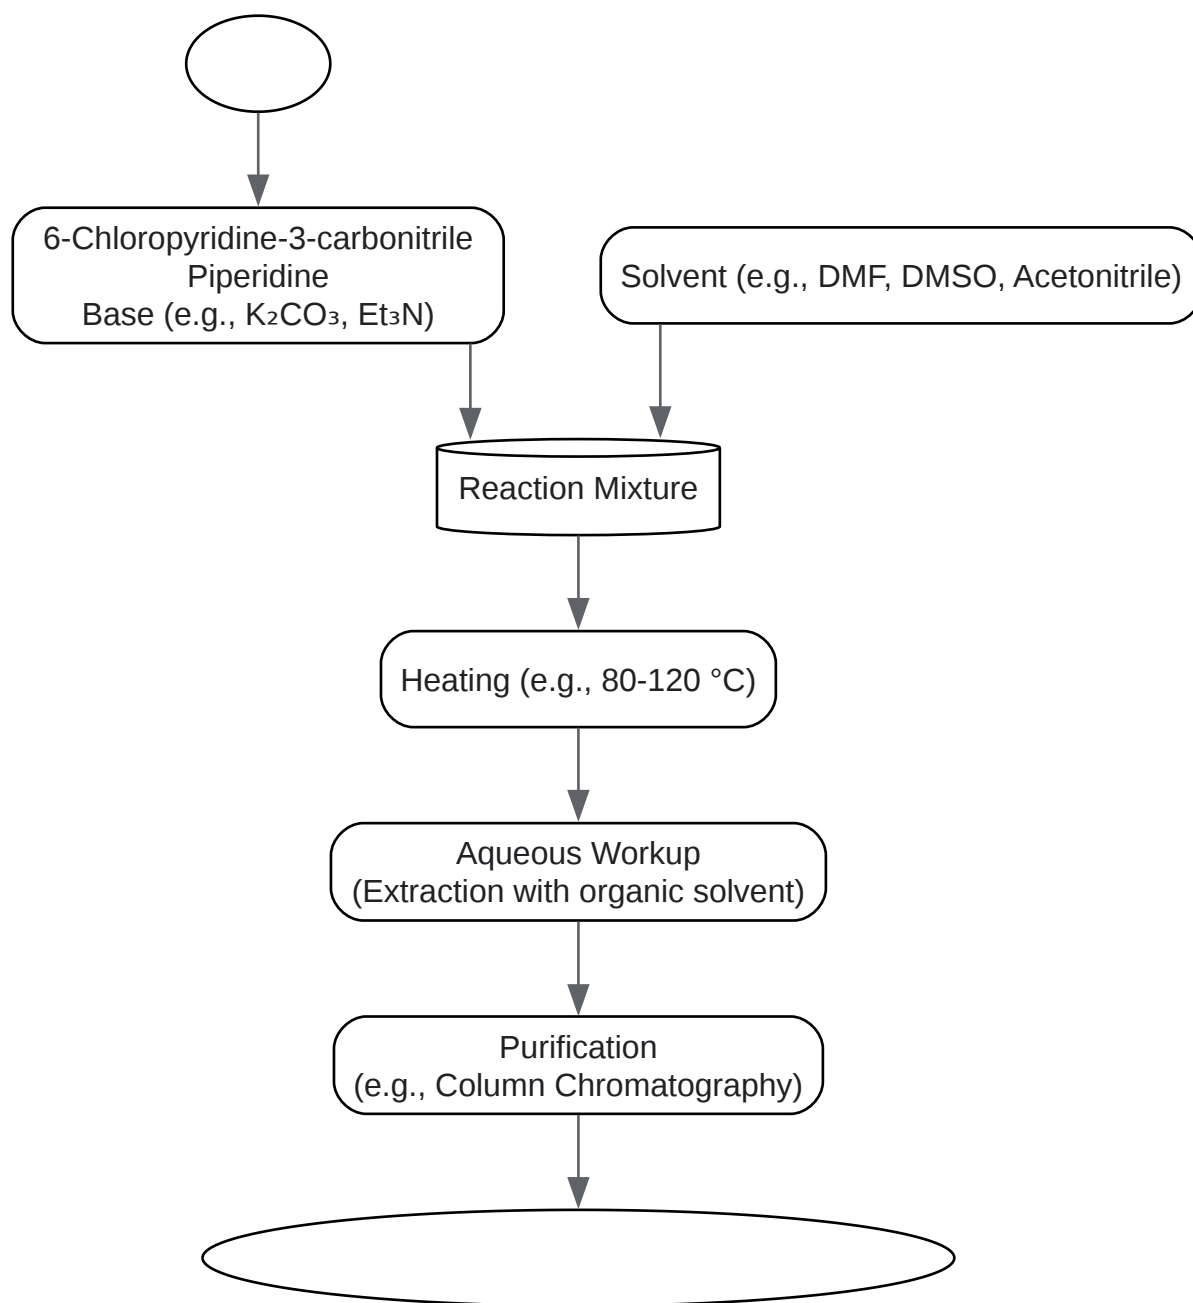 6-Chloropyridine-3-carbonitrile
Piperidine
Base (e.g., K₂CO₃, Et₃N)
Solvent (e.g., DMF, DMSO, Acetonitrile)
Reaction Mixture
Heating (e.g., 80-120 °C)
Aqueous Workup
(Extraction with organic solvent)
Purification
(e.g., Column Chromatography)